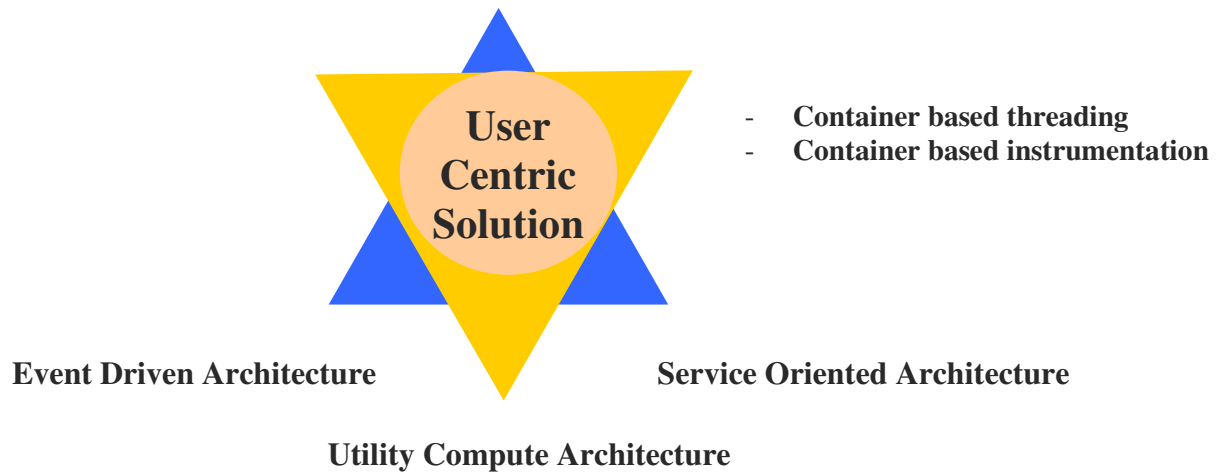 User
Centric
Solution
- Container based threading
- Container based instrumentation
Event Driven Architecture
Service Oriented Architecture
Utility Compute Architecture